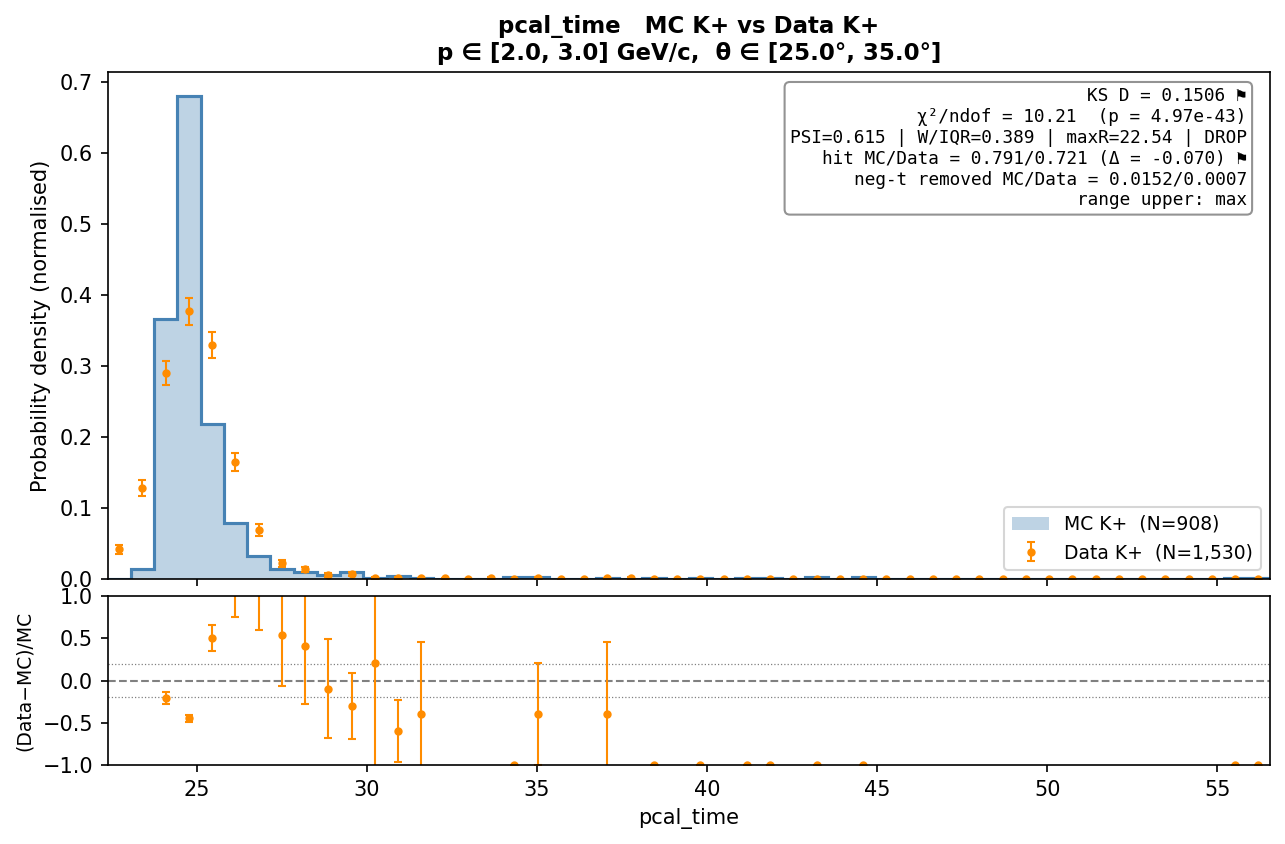 pcal_time   MC K+ vs Data K+
p ∈ [2.0, 3.0] GeV/c,  θ ∈ [25.0°, 35.0°]
KS D = 0.1506 ⚑
χ²/ndof = 10.21  (p = 4.97e-43)
PSI=0.615 | W/IQR=0.389 | maxR=22.54 | DROP
hit MC/Data = 0.791/0.721 (Δ = -0.070) ⚑
neg-t removed MC/Data = 0.0152/0.0007
range upper: max
Probability density (normalised)
0.7
0.6
0.5
0.4
0.3
0.2
0.1
0.0
MC K+  (N=908)
Data K+  (N=1,530)
(Data−MC)/MC
1.0
0.5
0.0
−0.5
−1.0
25 30 35 40 45 50 55
pcal_time